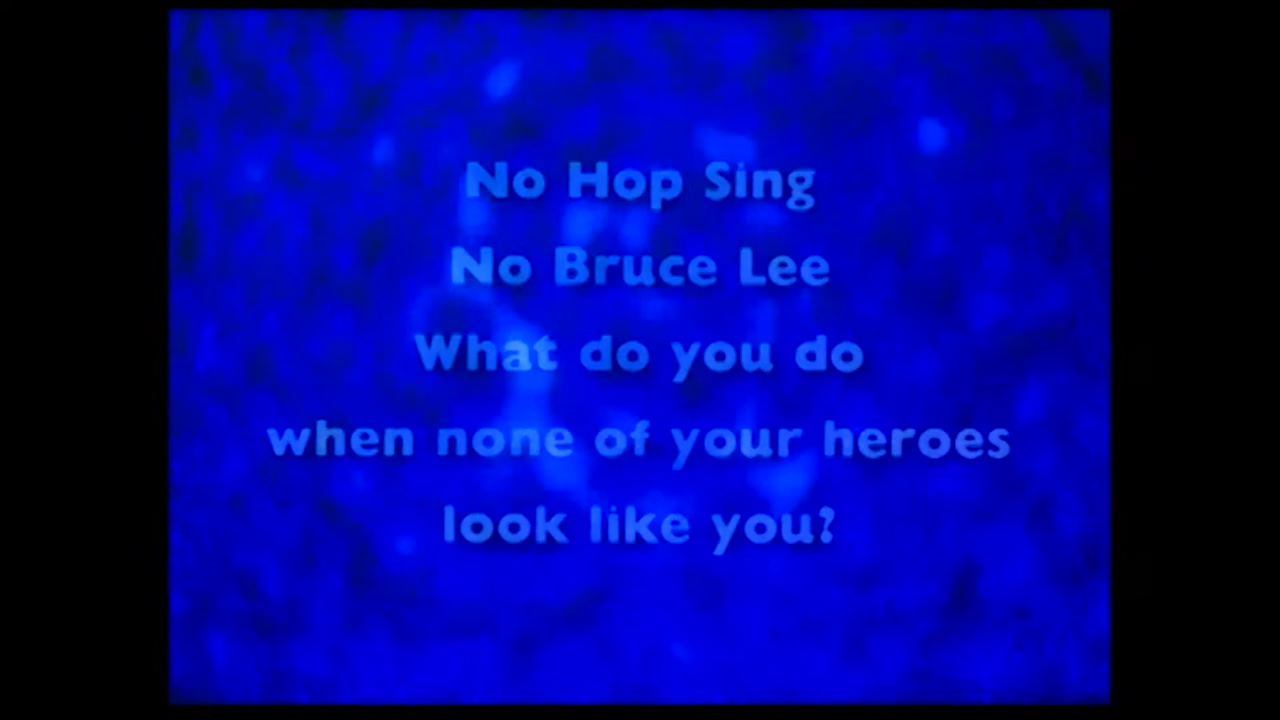 No Hop Sing
No Bruce Lee
What do you do
when none of your heroes
look like you?